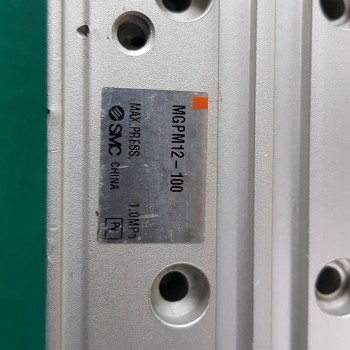 MGPM12-100
MAX.PRESS. 1.0MPa
SMC CHINA